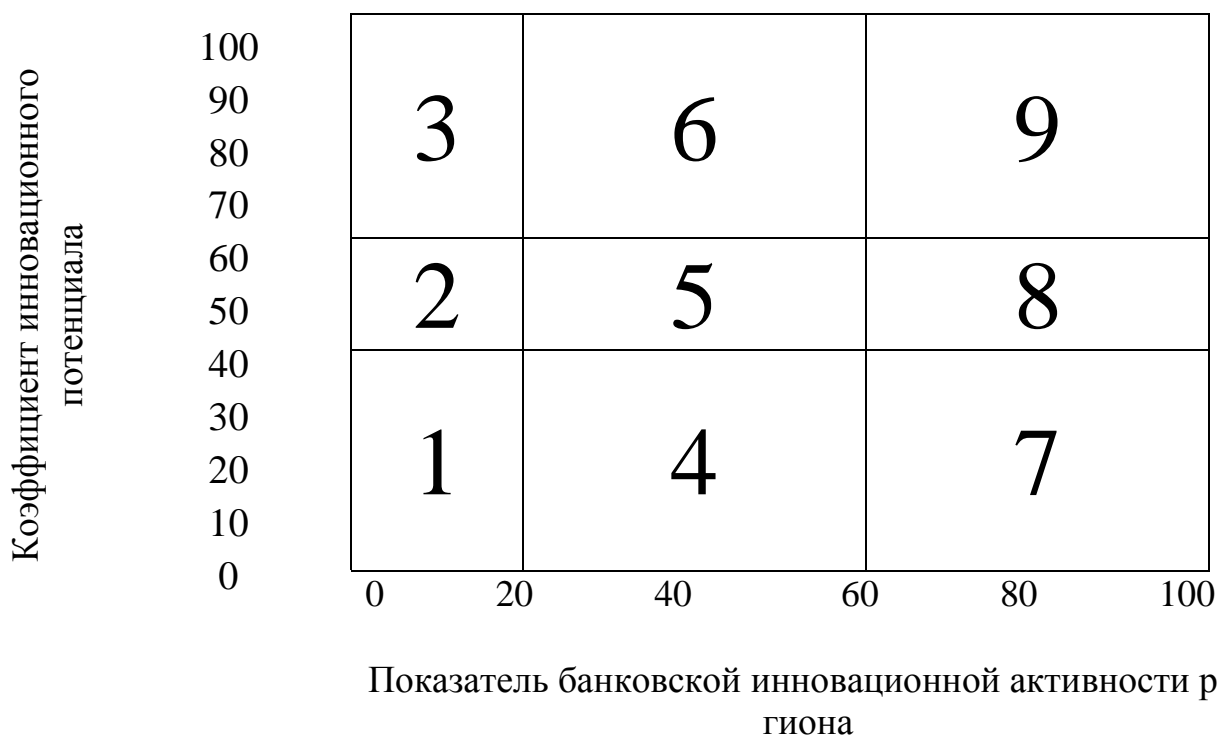 Коэффициент инновационного
потенциала
100
90
80
70
60
50
40
30
20
10
0
3 6 9
2 5 8
1 4 7
0 20 40 60 80 100
Показатель банковской инновационной активности р
гиона